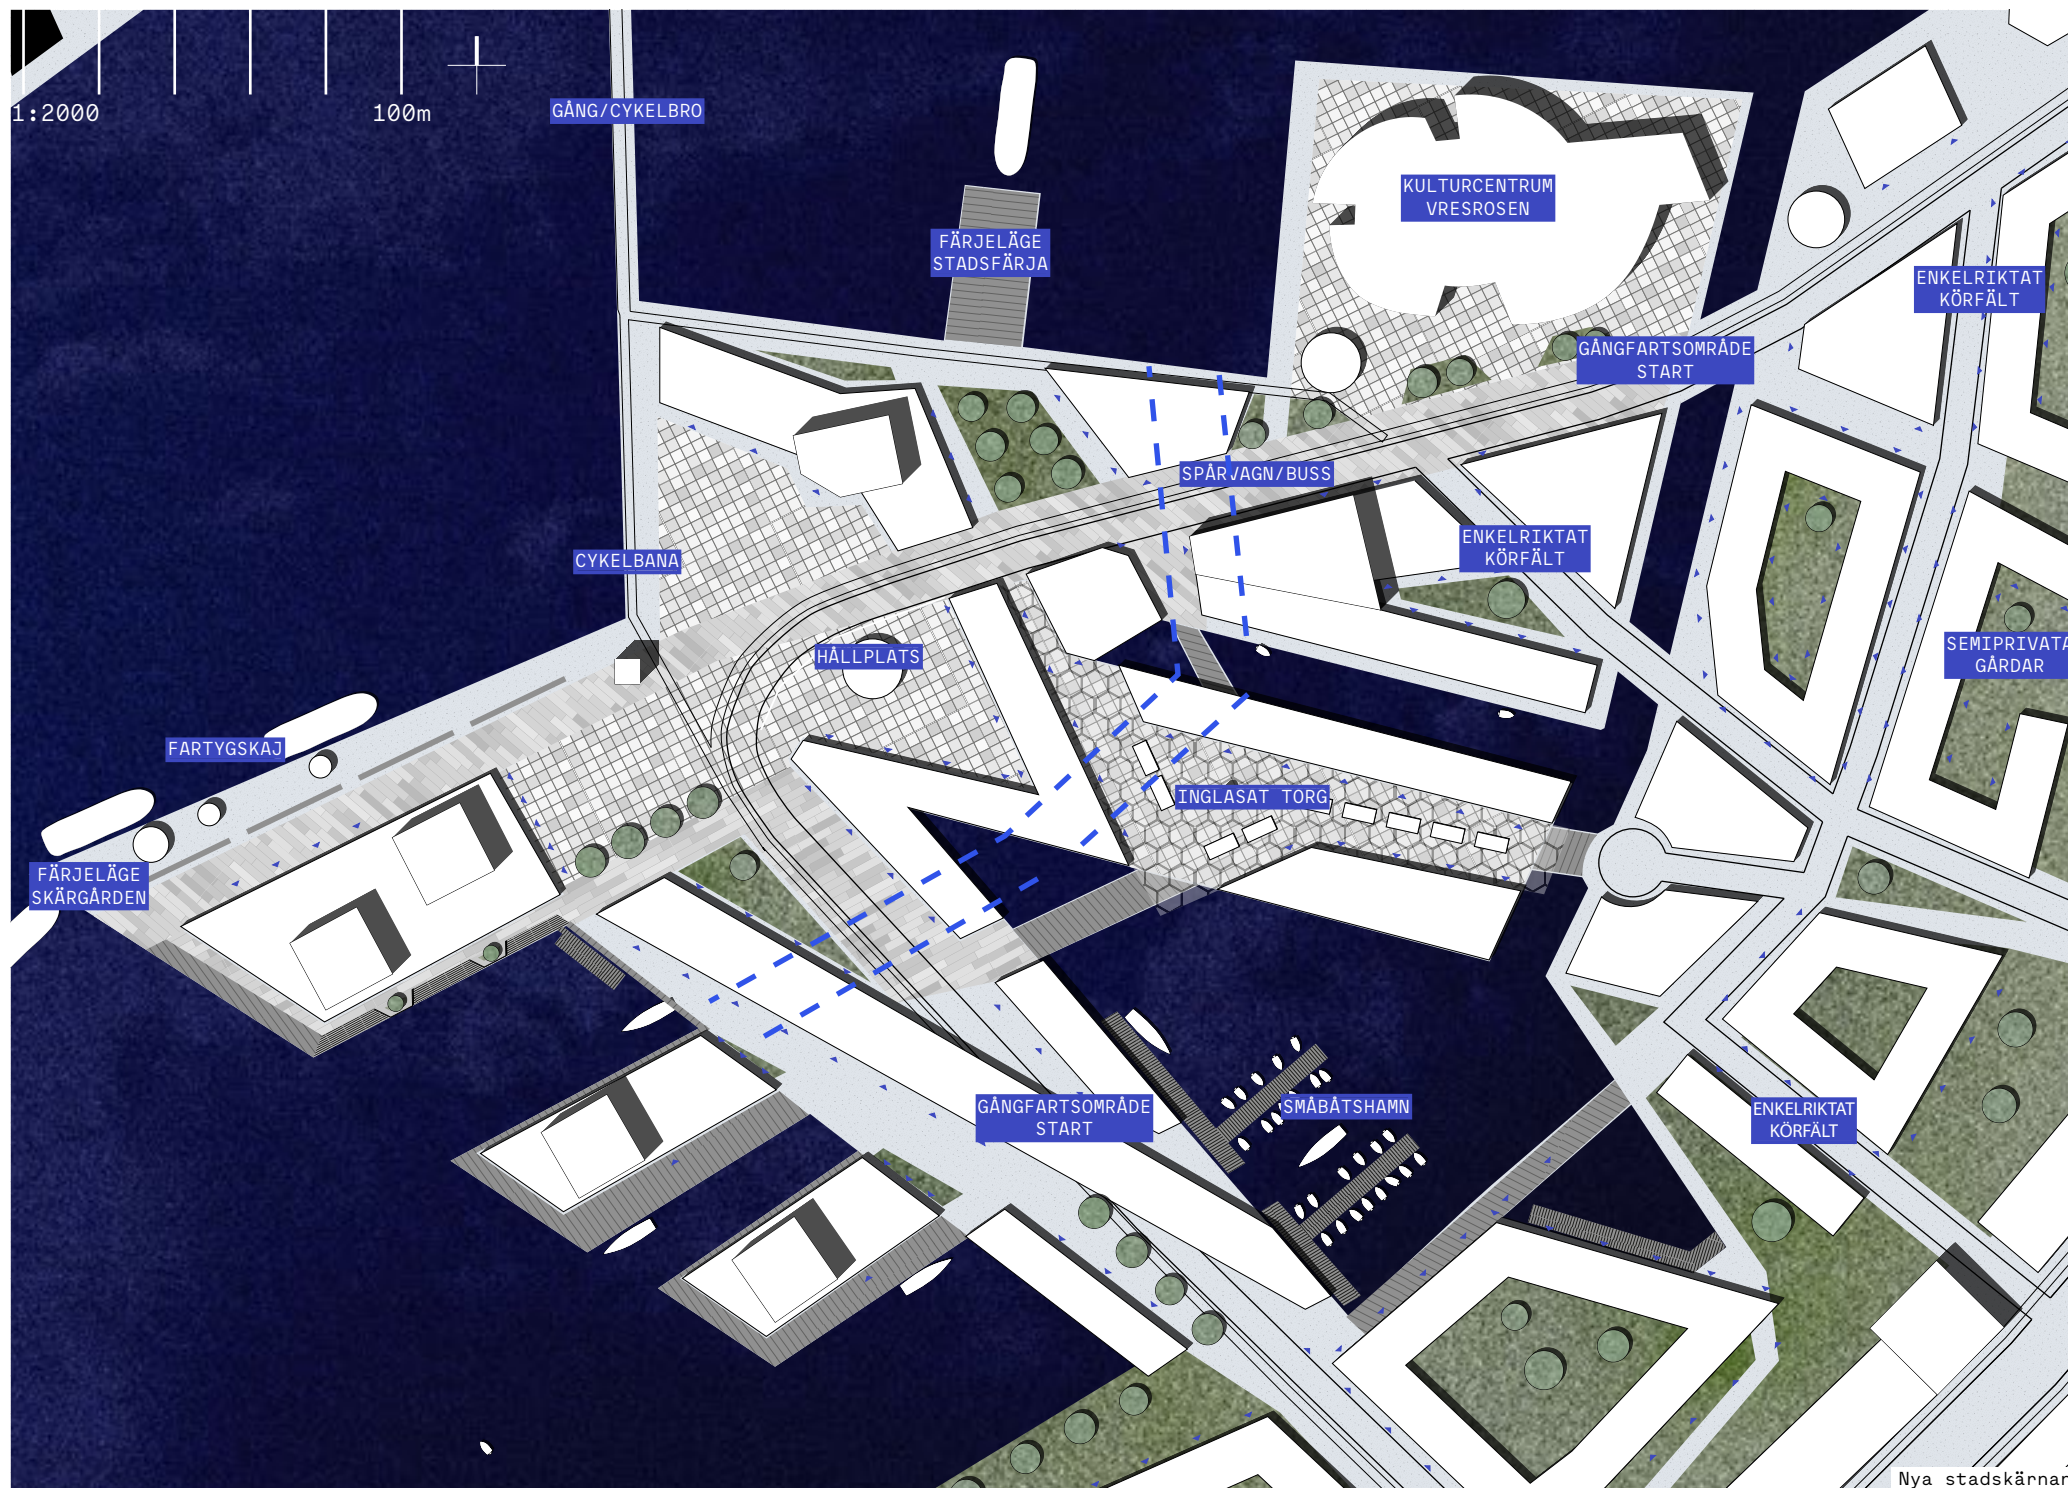 1:2000
100m
GÅNG/CYKELBRO
KULTURCENTRUM
VRESROSEN
FÄRJELÄGE
STADSFÄRJA
ENKELRIKTAT
KÖRFÄLT
GÅNGFARTSOMRÅDE
START
SPÅRVAGN/BUSS
ENKELRIKTAT
KÖRFÄLT
CYKELBANA
HÅLLPLATS
SEMIPRIVATA
GÅRDAR
FARTYGSKAJ
INGLASAT TORG
FÄRJELÄGE
SKÄRGÅRDEN
GÅNGFARTSOMRÅDE
START
SMÅBÅTSHAMN
ENKELRIKTAT
KÖRFÄLT
Nya stadskärnan